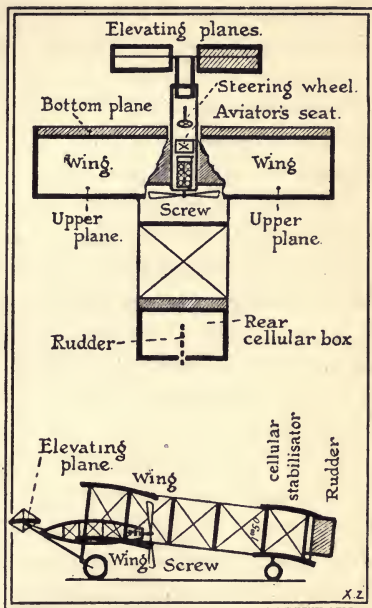 Elevating planes.
Steering wheel.
Aviator's seat.
Bottom plane
Wing.
Wing
Screw
Upper
plane.
Upper
plane.
Rudder
Rear
cellular box
Elevating
plane.
Wing
cellular
stabilisator
Rudder
1m50
Wing
Screw
X.Z